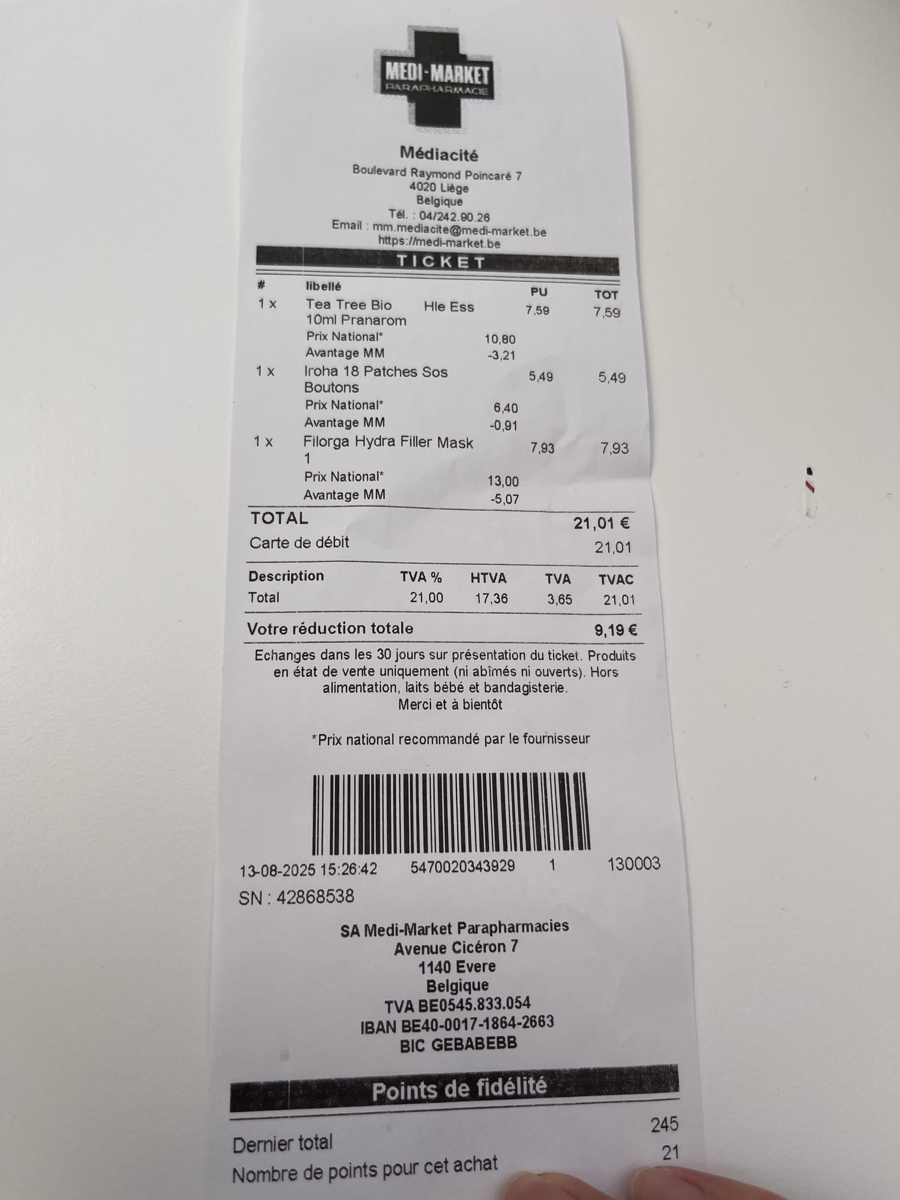 MEDI-MARKET
PARAPHARMACIE
Médiacité
Boulevard Raymond Poincaré 7
4020 Liège
Belgique
Tél. : 04/242.90.26
Email : mm.mediacite@medi-market.be
https://medi-market.be
TICKET
# libellé PU TOT
1 x Tea Tree Bio Hle Ess 7,59 7,59
10ml Pranarom
Prix National* 10,80
Avantage MM -3,21
1 x Iroha 18 Patches Sos 5,49 5,49
Boutons
Prix National* 6,40
Avantage MM -0,91
1 x Filorga Hydra Filler Mask 7,93 7,93
1
Prix National* 13,00
Avantage MM -5,07
TOTAL 21,01 €
Carte de débit 21,01
Description TVA % HTVA TVA TVAC
Total 21,00 17,36 3,65 21,01
Votre réduction totale 9,19 €
Echanges dans les 30 jours sur présentation du ticket. Produits
en état de vente uniquement (ni abîmés ni ouverts). Hors
alimentation, laits bébé et bandagisterie.
Merci et à bientôt
*Prix national recommandé par le fournisseur
13-08-2025 15:26:42 5470020343929 1 130003
SN : 42868538
SA Medi-Market Parapharmacies
Avenue Cicéron 7
1140 Evere
Belgique
TVA BE0545.833.054
IBAN BE40-0017-1864-2663
BIC GEBABEBB
Points de fidélité
Dernier total 245
Nombre de points pour cet achat 21